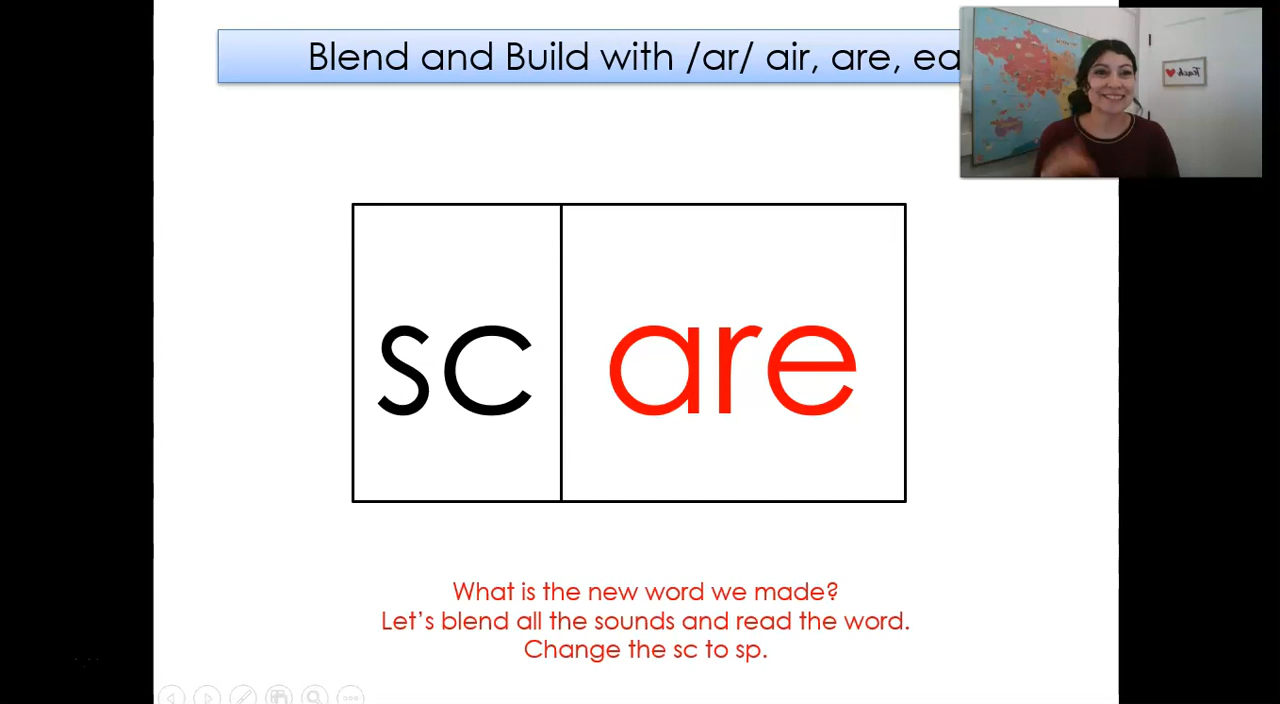 Blend and Build with /ar/ air, are, ea
Teach
sc are
What is the new word we made?
Let's blend all the sounds and read the word.
Change the sc to sp.